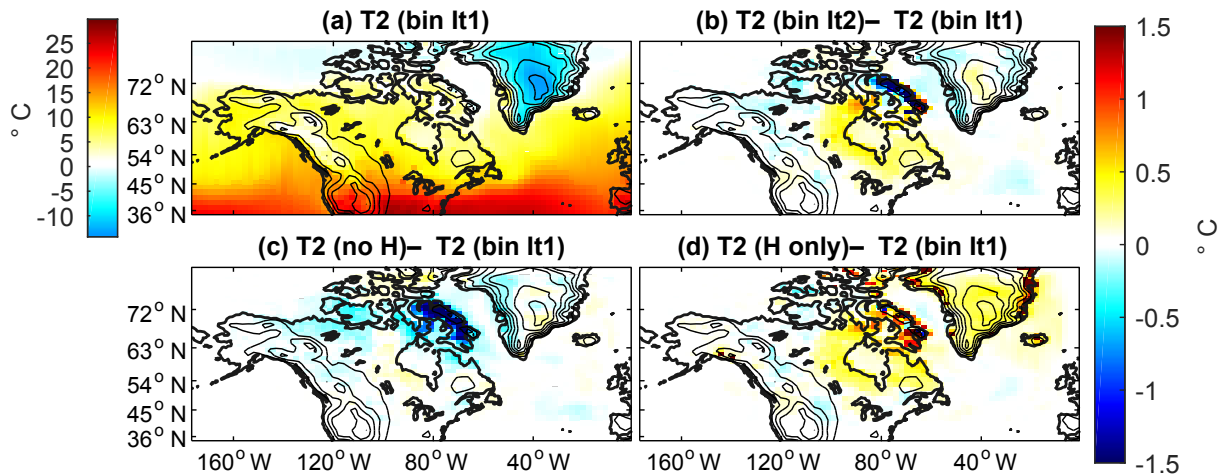 (a) T2 (bin It1)
(b) T2 (bin It2)– T2 (bin It1)
25
20
15
10
5
0
-5
-10
° C
72° N
63° N
54° N
45° N
36° N
1.5
1
0.5
0
-0.5
-1
-1.5
° C
(c) T2 (no H)– T2 (bin It1)
(d) T2 (H only)– T2 (bin It1)
72° N
63° N
54° N
45° N
36° N
160° W 120° W 80° W 40° W
160° W 120° W 80° W 40° W